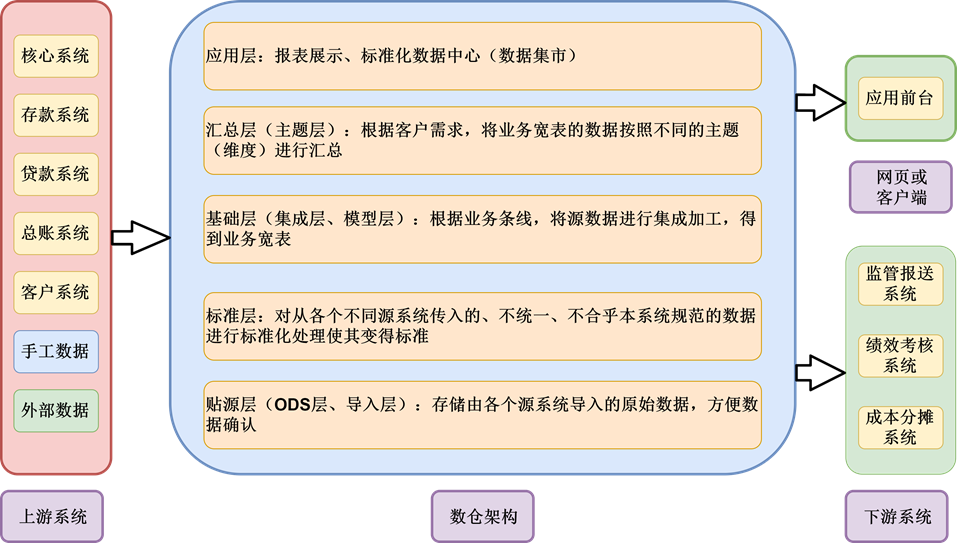 核心系统
存款系统
贷款系统
总账系统
客户系统
手工数据
外部数据
上游系统
应用层：报表展示、标准化数据中心（数据集市）
汇总层（主题层）：根据客户需求，将业务宽表的数据按照不同的主题
（维度）进行汇总
基础层（集成层、模型层）：根据业务条线，将源数据进行集成加工，得
到业务宽表
标准层：对从各个不同源系统传入的、不统一、不合乎本系统规范的数据
进行标准化处理使其变得标准
贴源层（ODS层、导入层）：存储由各个源系统导入的原始数据，方便数
据确认
数仓架构
应用前台
网页或
客户端
监管报送
系统
绩效考核
系统
成本分摊
系统
下游系统